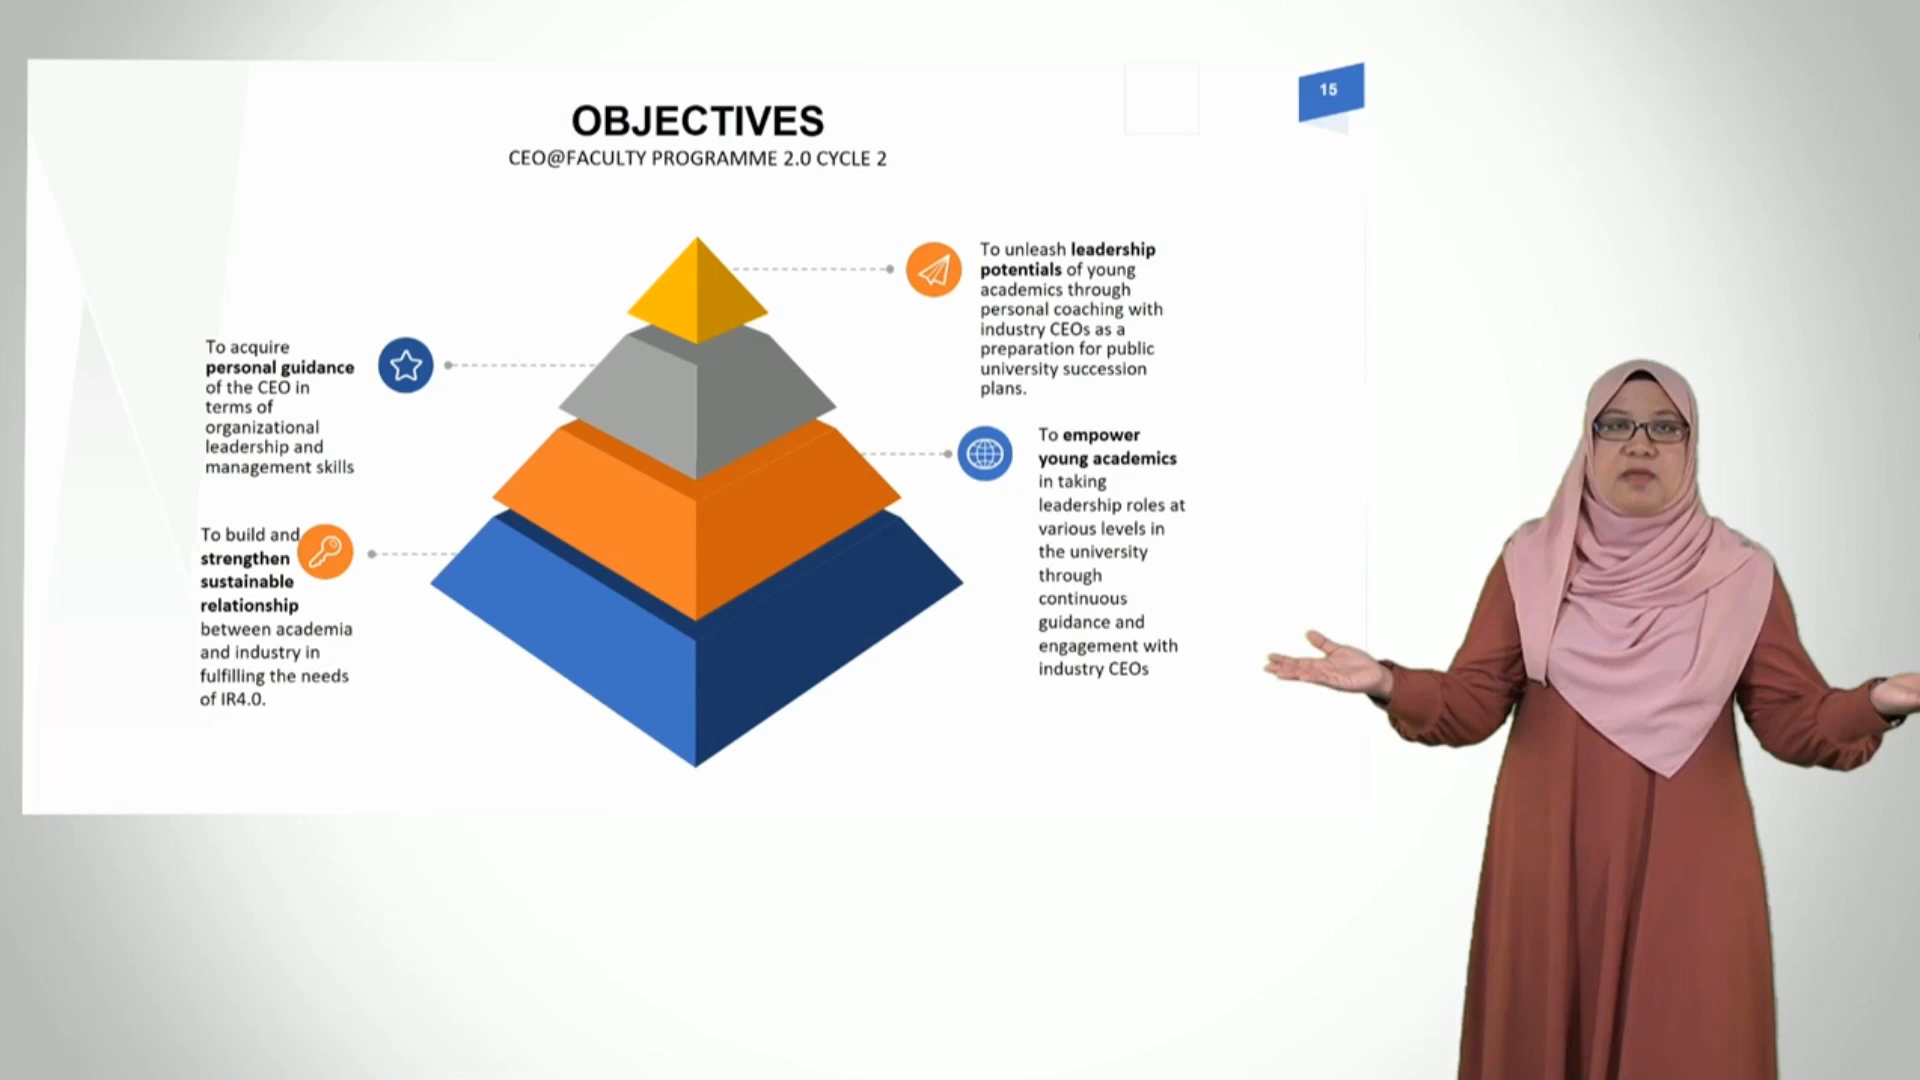 15
OBJECTIVES
CEO@FACULTY PROGRAMME 2.0 CYCLE 2
To unleash leadership
potentials of young
academics through
personal coaching with
industry CEOs as a
preparation for public
university succession
plans.
To acquire
personal guidance
of the CEO in
terms of
organizational
leadership and
management skills
To empower
young academics
in taking
leadership roles at
various levels in
the university
through
continuous
guidance and
engagement with
industry CEOs
To build and
strengthen
sustainable
relationship
between academia
and industry in
fulfilling the needs
of IR4.0.